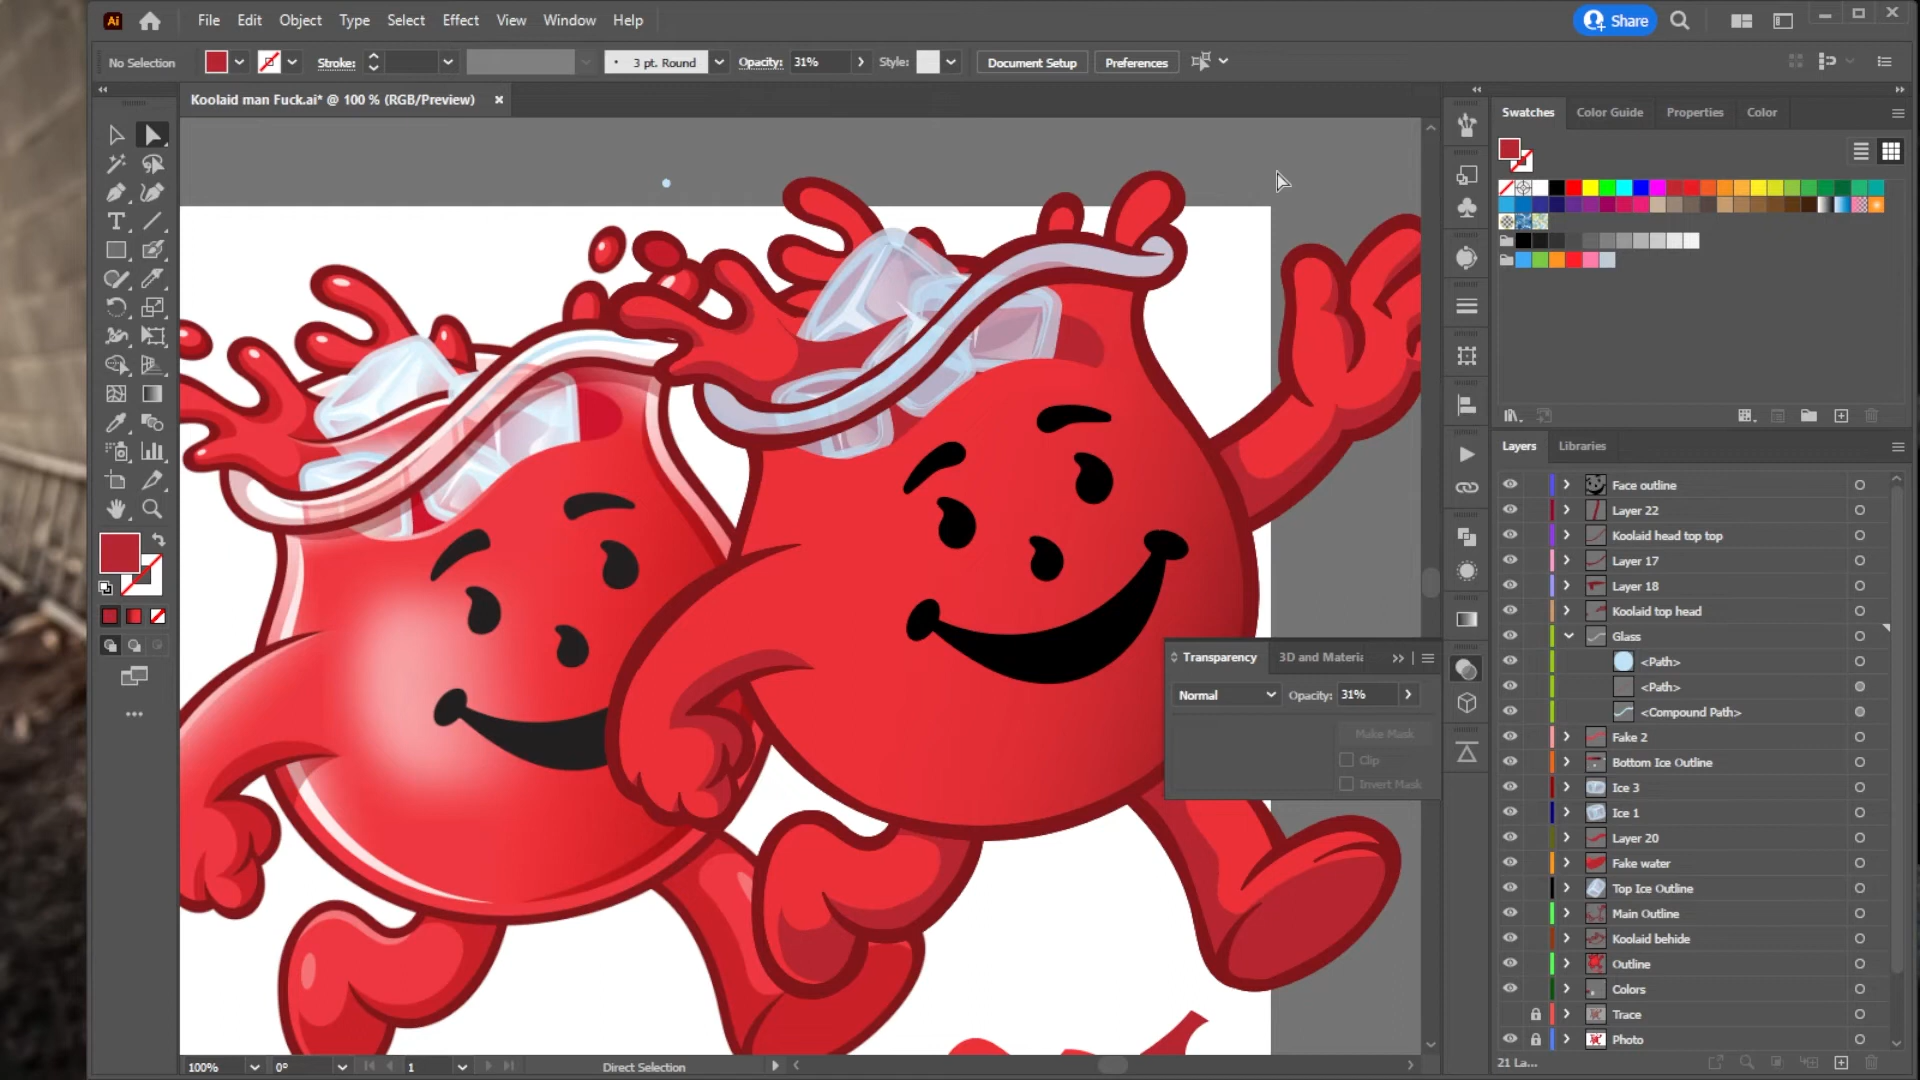 Ai File Edit Object Type Select Effect View Window Help Share
No Selection Stroke: 3 pt. Round Opacity: 31% Style: Document Setup Preferences
Koolaid man Fuck.ai* @ 100 % (RGB/Preview) ×
Swatches Color Guide Properties Color
Layers Libraries
Face outline
Layer 22
Koolaid head top top
Layer 17
Layer 18
Koolaid top head
Glass
<Path>
<Path>
<Compound Path>
Fake 2
Bottom Ice Outline
Ice 3
Ice 1
Layer 20
Fake water
Top Ice Outline
Main Outline
Koolaid behide
Outline
Colors
Trace
Photo
21 La...
Transparency 3D and Materia
Normal Opacity: 31%
Make Mask
Clip
Invert Mask
100% 0° 1 Direct Selection